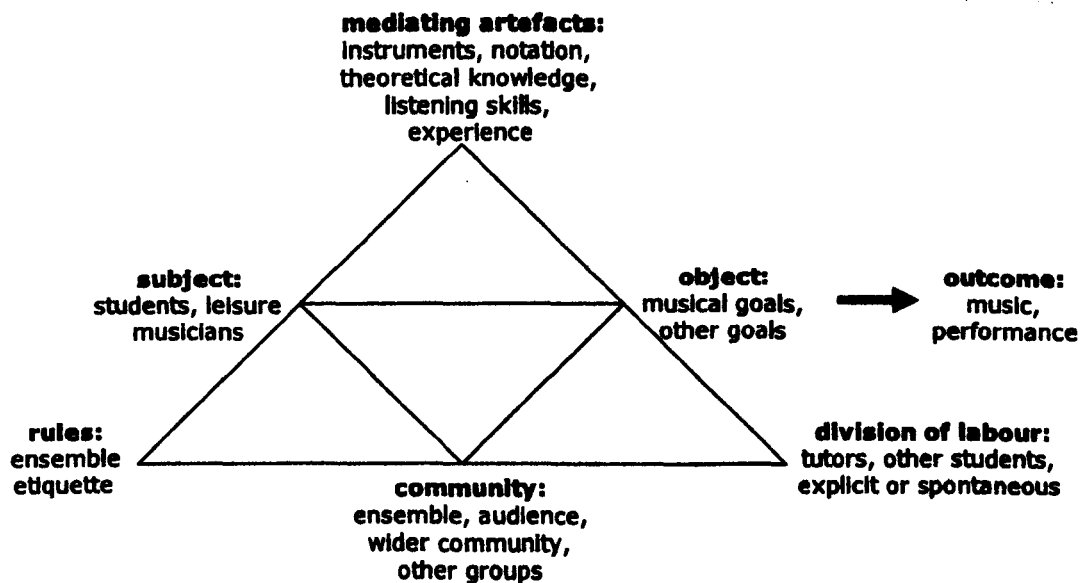 mediating artefacts:
instruments, notation,
theoretical knowledge,
listening skills,
experience
subject:
students, leisure
musicians
object:
musical goals,
other goals
outcome:
music,
performance
rules:
ensemble
etiquette
community:
ensemble, audience,
wider community,
other groups
division of labour:
tutors, other students,
explicit or spontaneous